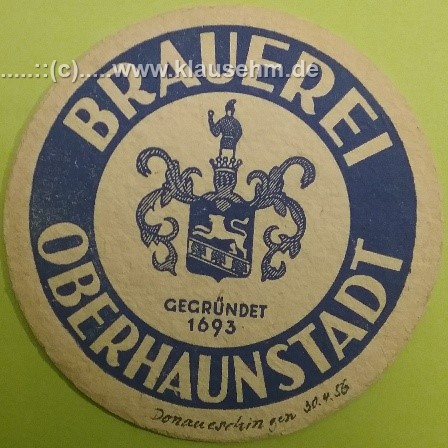 ......::(c).....www.klausehm.de
BRAUEREI
GEGRÜNDET
1693
OBERHAUNSTADT
Donaueschingen 30.4.56